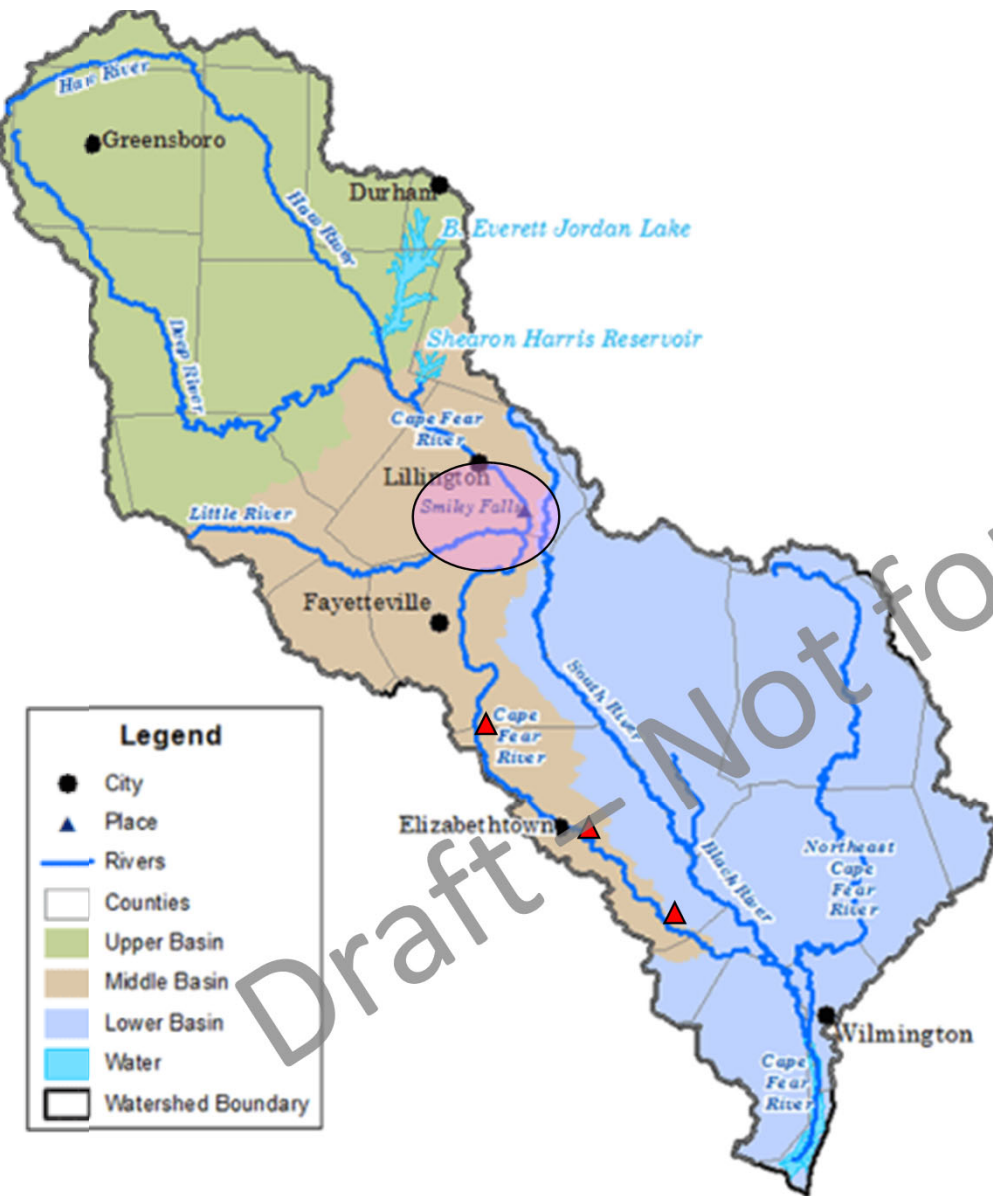 Haw River
Greensboro
Durham
Haw River
B. Everett Jordan Lake
Deep River
Shearon Harris Reservoir
Cape Fear
River
Lillington
Smiley Falls
Little River
Fayetteville
South River
Cape
Fear
River
Elizabethtown
Black River
Northeast
Cape
Fear
River
Wilmington
Cape
Fear
River
Legend
City
Place
Rivers
Counties
Upper Basin
Middle Basin
Lower Basin
Water
Watershed Boundary
Draft – Not fo